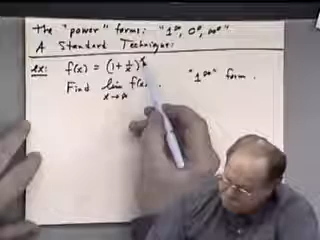 The "power" forms: "1^∞, 0^0, ∞^0"
A Standard Technique:
ex: f(x) = (1 + 1/x)^x
Find lim f(x). "1^∞" form.
x→∞